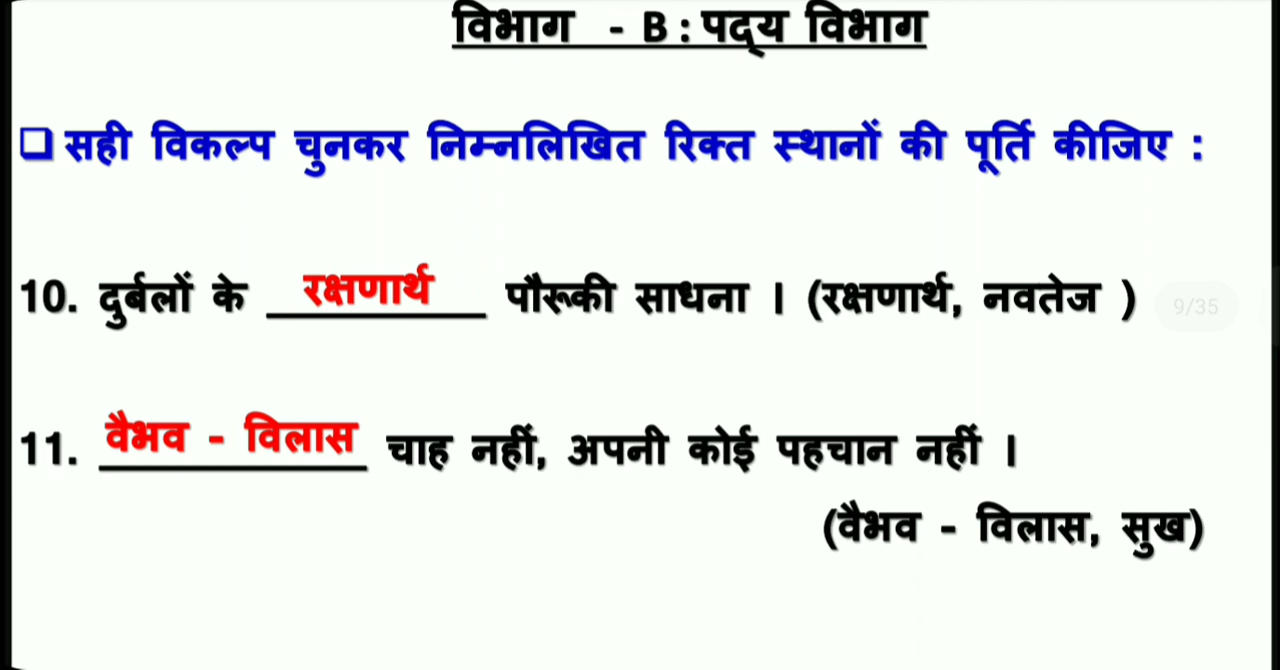 विभाग - B : पद्य विभाग
❑ सही विकल्प चुनकर निम्नलिखित रिक्त स्थानों की पूर्ति कीजिए :
10. दुर्बलों के रक्षणार्थ पौरूकी साधना । (रक्षणार्थ, नवतेज )
9/35
11. वैभव - विलास चाह नहीं, अपनी कोई पहचान नहीं ।
(वैभव - विलास, सुख)